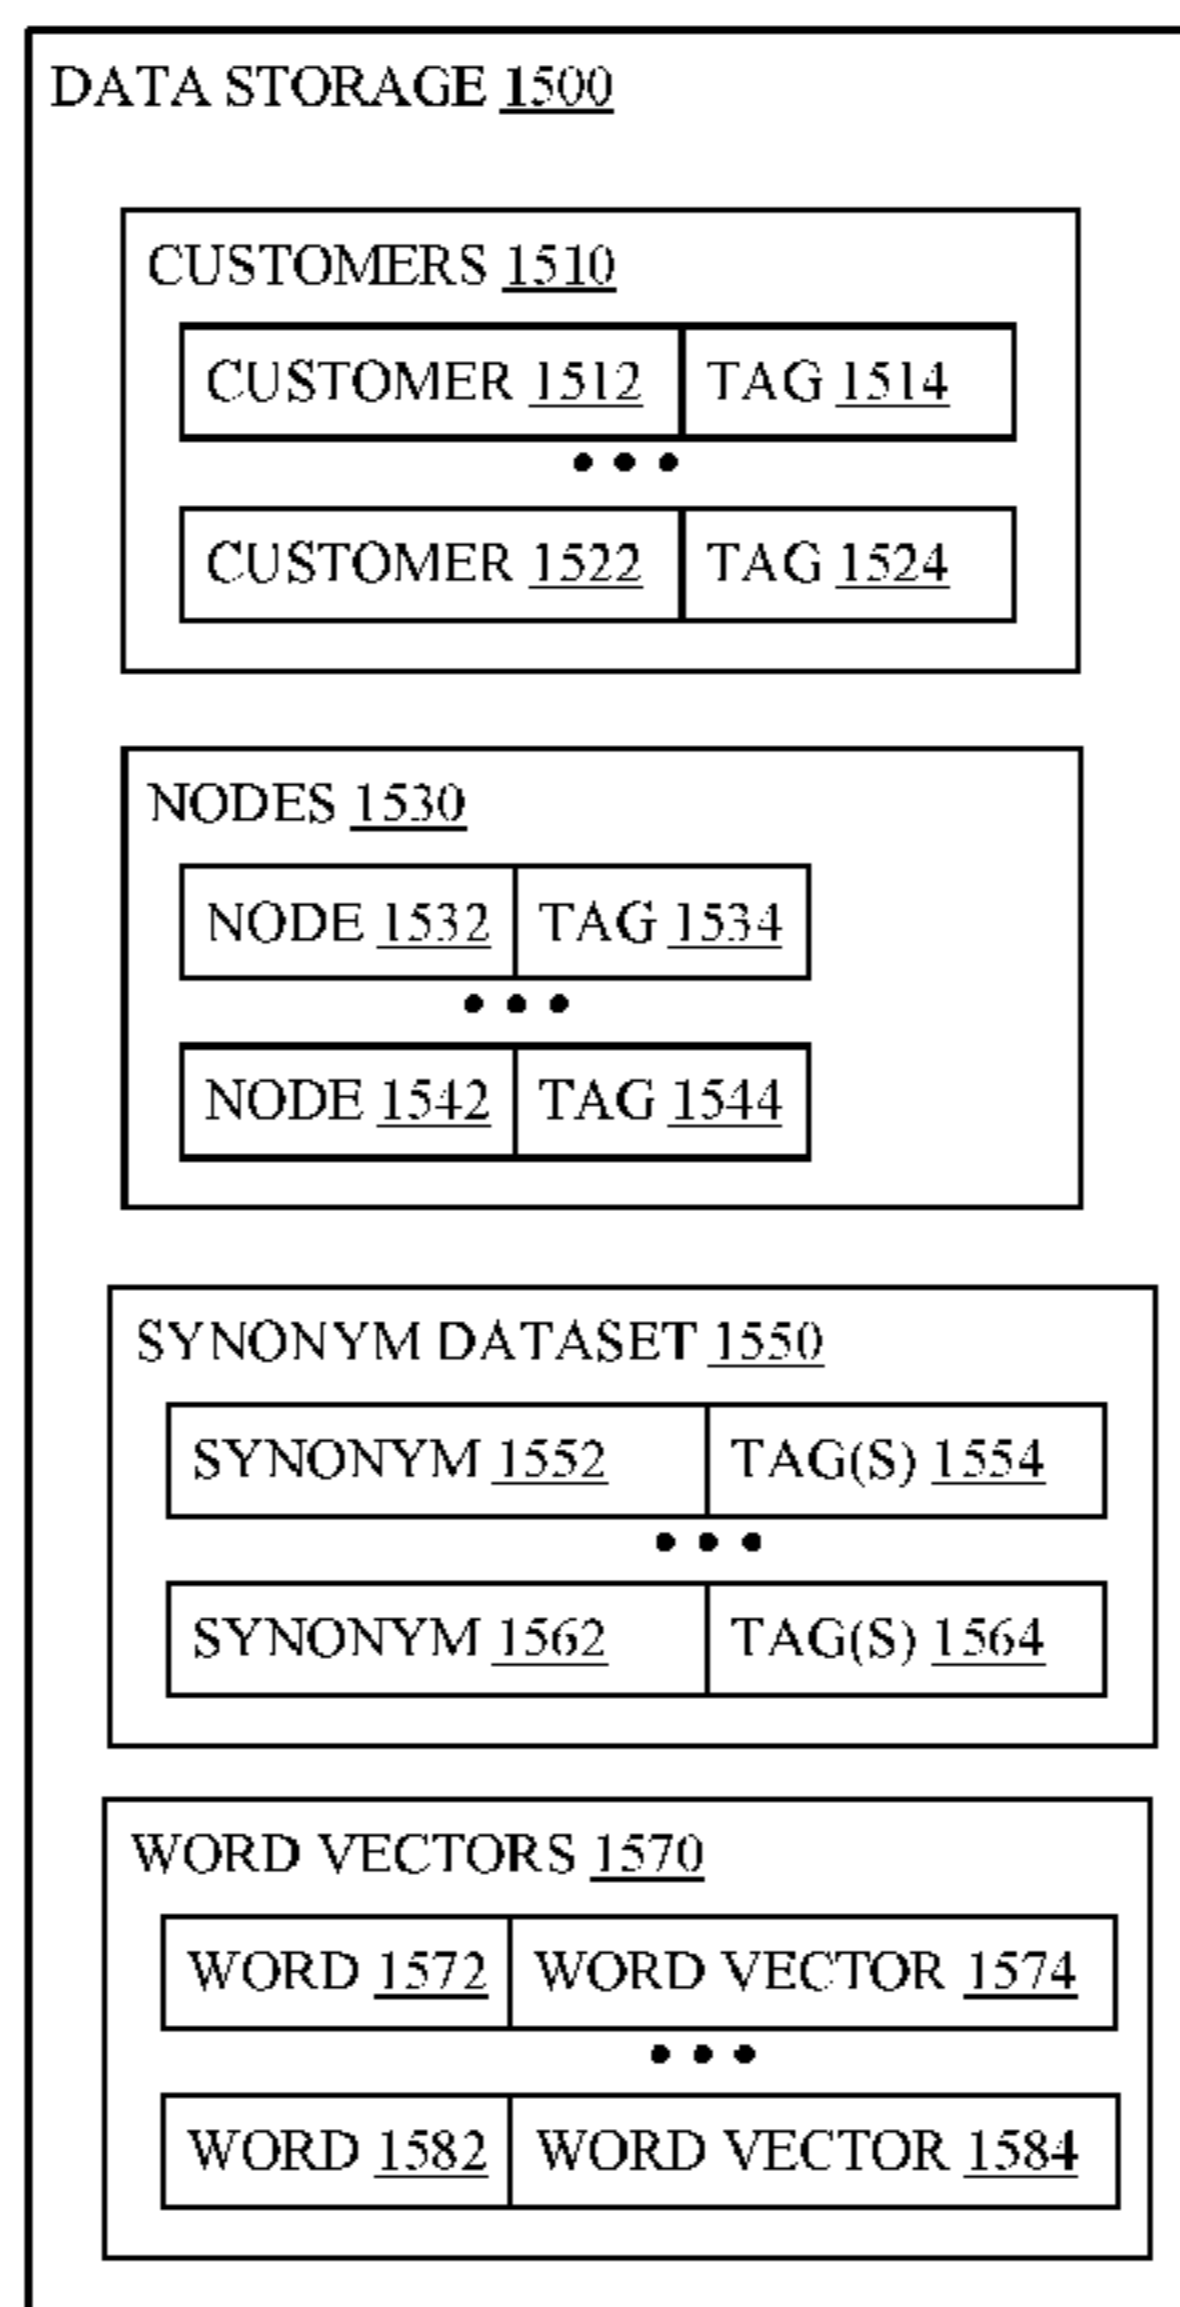 DATA STORAGE 1500
CUSTOMERS 1510
CUSTOMER 1512 TAG 1514
CUSTOMER 1522 TAG 1524
NODES 1530
NODE 1532 TAG 1534
NODE 1542 TAG 1544
SYNONYM DATASET 1550
SYNONYM 1552 TAG(S) 1554
SYNONYM 1562 TAG(S) 1564
WORD VECTORS 1570
WORD 1572 WORD VECTOR 1574
WORD 1582 WORD VECTOR 1584